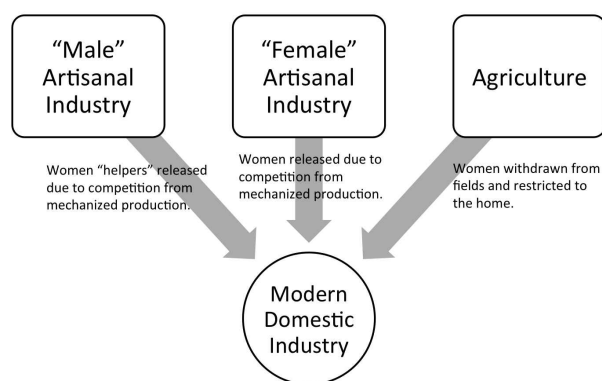 “Male”
Artisanal
Industry
“Female”
Artisanal
Industry
Agriculture
Women “helpers” released
due to competition from
mechanized production.
Women released due to
competition from
mechanized production.
Women withdrawn from
fields and restricted to
the home.
Modern
Domestic
Industry